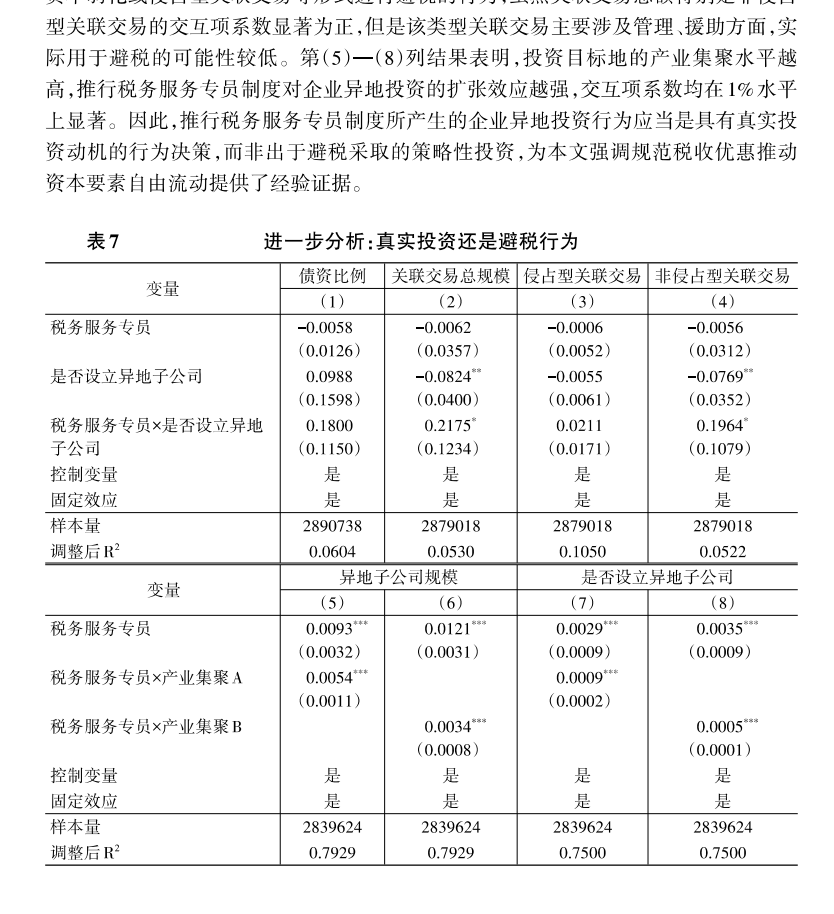 型关联交易的交互项系数显著为正,但是该类型关联交易主要涉及管理、援助方面,实
际用于避税的可能性较低。第(5)—(8)列结果表明,投资目标地的产业集聚水平越
高,推行税务服务专员制度对企业异地投资的扩张效应越强,交互项系数均在1%水平
上显著。因此,推行税务服务专员制度所产生的企业异地投资行为应当是具有真实投
资动机的行为决策,而非出于避税采取的策略性投资,为本文强调规范税收优惠推动
资本要素自由流动提供了经验证据。
表7 进一步分析:真实投资还是避税行为
变量 债资比例 关联交易总规模 侵占型关联交易 非侵占型关联交易
(1) (2) (3) (4)
税务服务专员 -0.0058 -0.0062 -0.0006 -0.0056
(0.0126) (0.0357) (0.0052) (0.0312)
是否设立异地子公司 0.0988 -0.0824** -0.0055 -0.0769**
(0.1598) (0.0400) (0.0061) (0.0352)
税务服务专员×是否设立异地 0.1800 0.2175* 0.0211 0.1964*
子公司 (0.1150) (0.1234) (0.0171) (0.1079)
控制变量 是 是 是 是
固定效应 是 是 是 是
样本量 2890738 2879018 2879018 2879018
调整后R² 0.0604 0.0530 0.1050 0.0522
变量 异地子公司规模 是否设立异地子公司
(5) (6) (7) (8)
税务服务专员 0.0093*** 0.0121*** 0.0029*** 0.0035***
(0.0032) (0.0031) (0.0009) (0.0009)
税务服务专员×产业集聚A 0.0054*** 0.0009***
(0.0011) (0.0002)
税务服务专员×产业集聚B 0.0034*** 0.0005***
(0.0008) (0.0001)
控制变量 是 是 是 是
固定效应 是 是 是 是
样本量 2839624 2839624 2839624 2839624
调整后R² 0.7929 0.7929 0.7500 0.7500